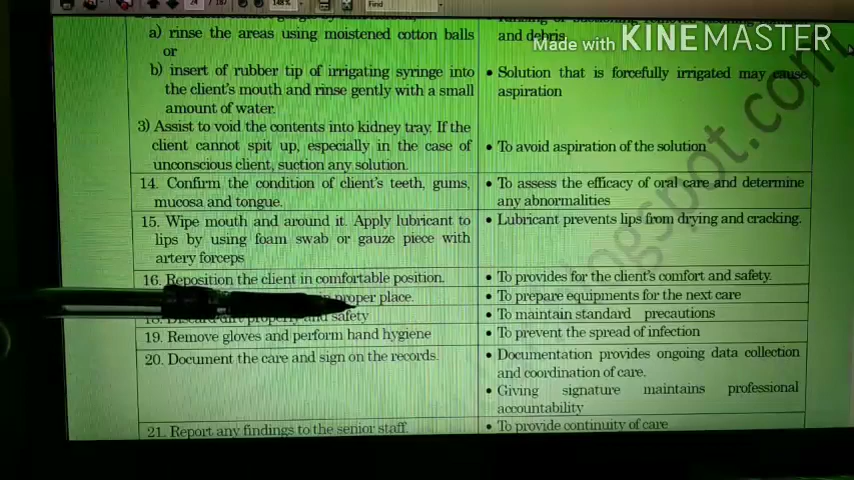 148%
Find
a) rinse the areas using moistened cotton balls
or
b) insert of rubber tip of irrigating syringe into
the client's mouth and rinse gently with a small
amount of water.
3) Assist to void the contents into kidney tray. If the
client cannot spit up, especially in the case of
unconscious client, suction any solution.
14. Confirm the condition of client's teeth, gums,
mucosa and tongue.
15. Wipe mouth and around it. Apply lubricant to
lips by using foam swab or gauze piece with
artery forceps
16. Reposition the client in comfortable position.
proper place.
18. Discard dirt properly and safety
19. Remove gloves and perform hand hygiene
20. Document the care and sign on the records.
21. Report any findings to the senior staff.
and debris
• Solution that is forcefully irrigated may cause
aspiration
• To avoid aspiration of the solution
• To assess the efficacy of oral care and determine
any abnormalities
• Lubricant prevents lips from drying and cracking.
• To provides for the client's comfort and safety.
• To prepare equipments for the next care
• To maintain standard precautions
• To prevent the spread of infection
• Documentation provides ongoing data collection
and coordination of care.
• Giving signature maintains professional
accountability
• To provide continuity of care
Made with KINEMASTER
spot.com